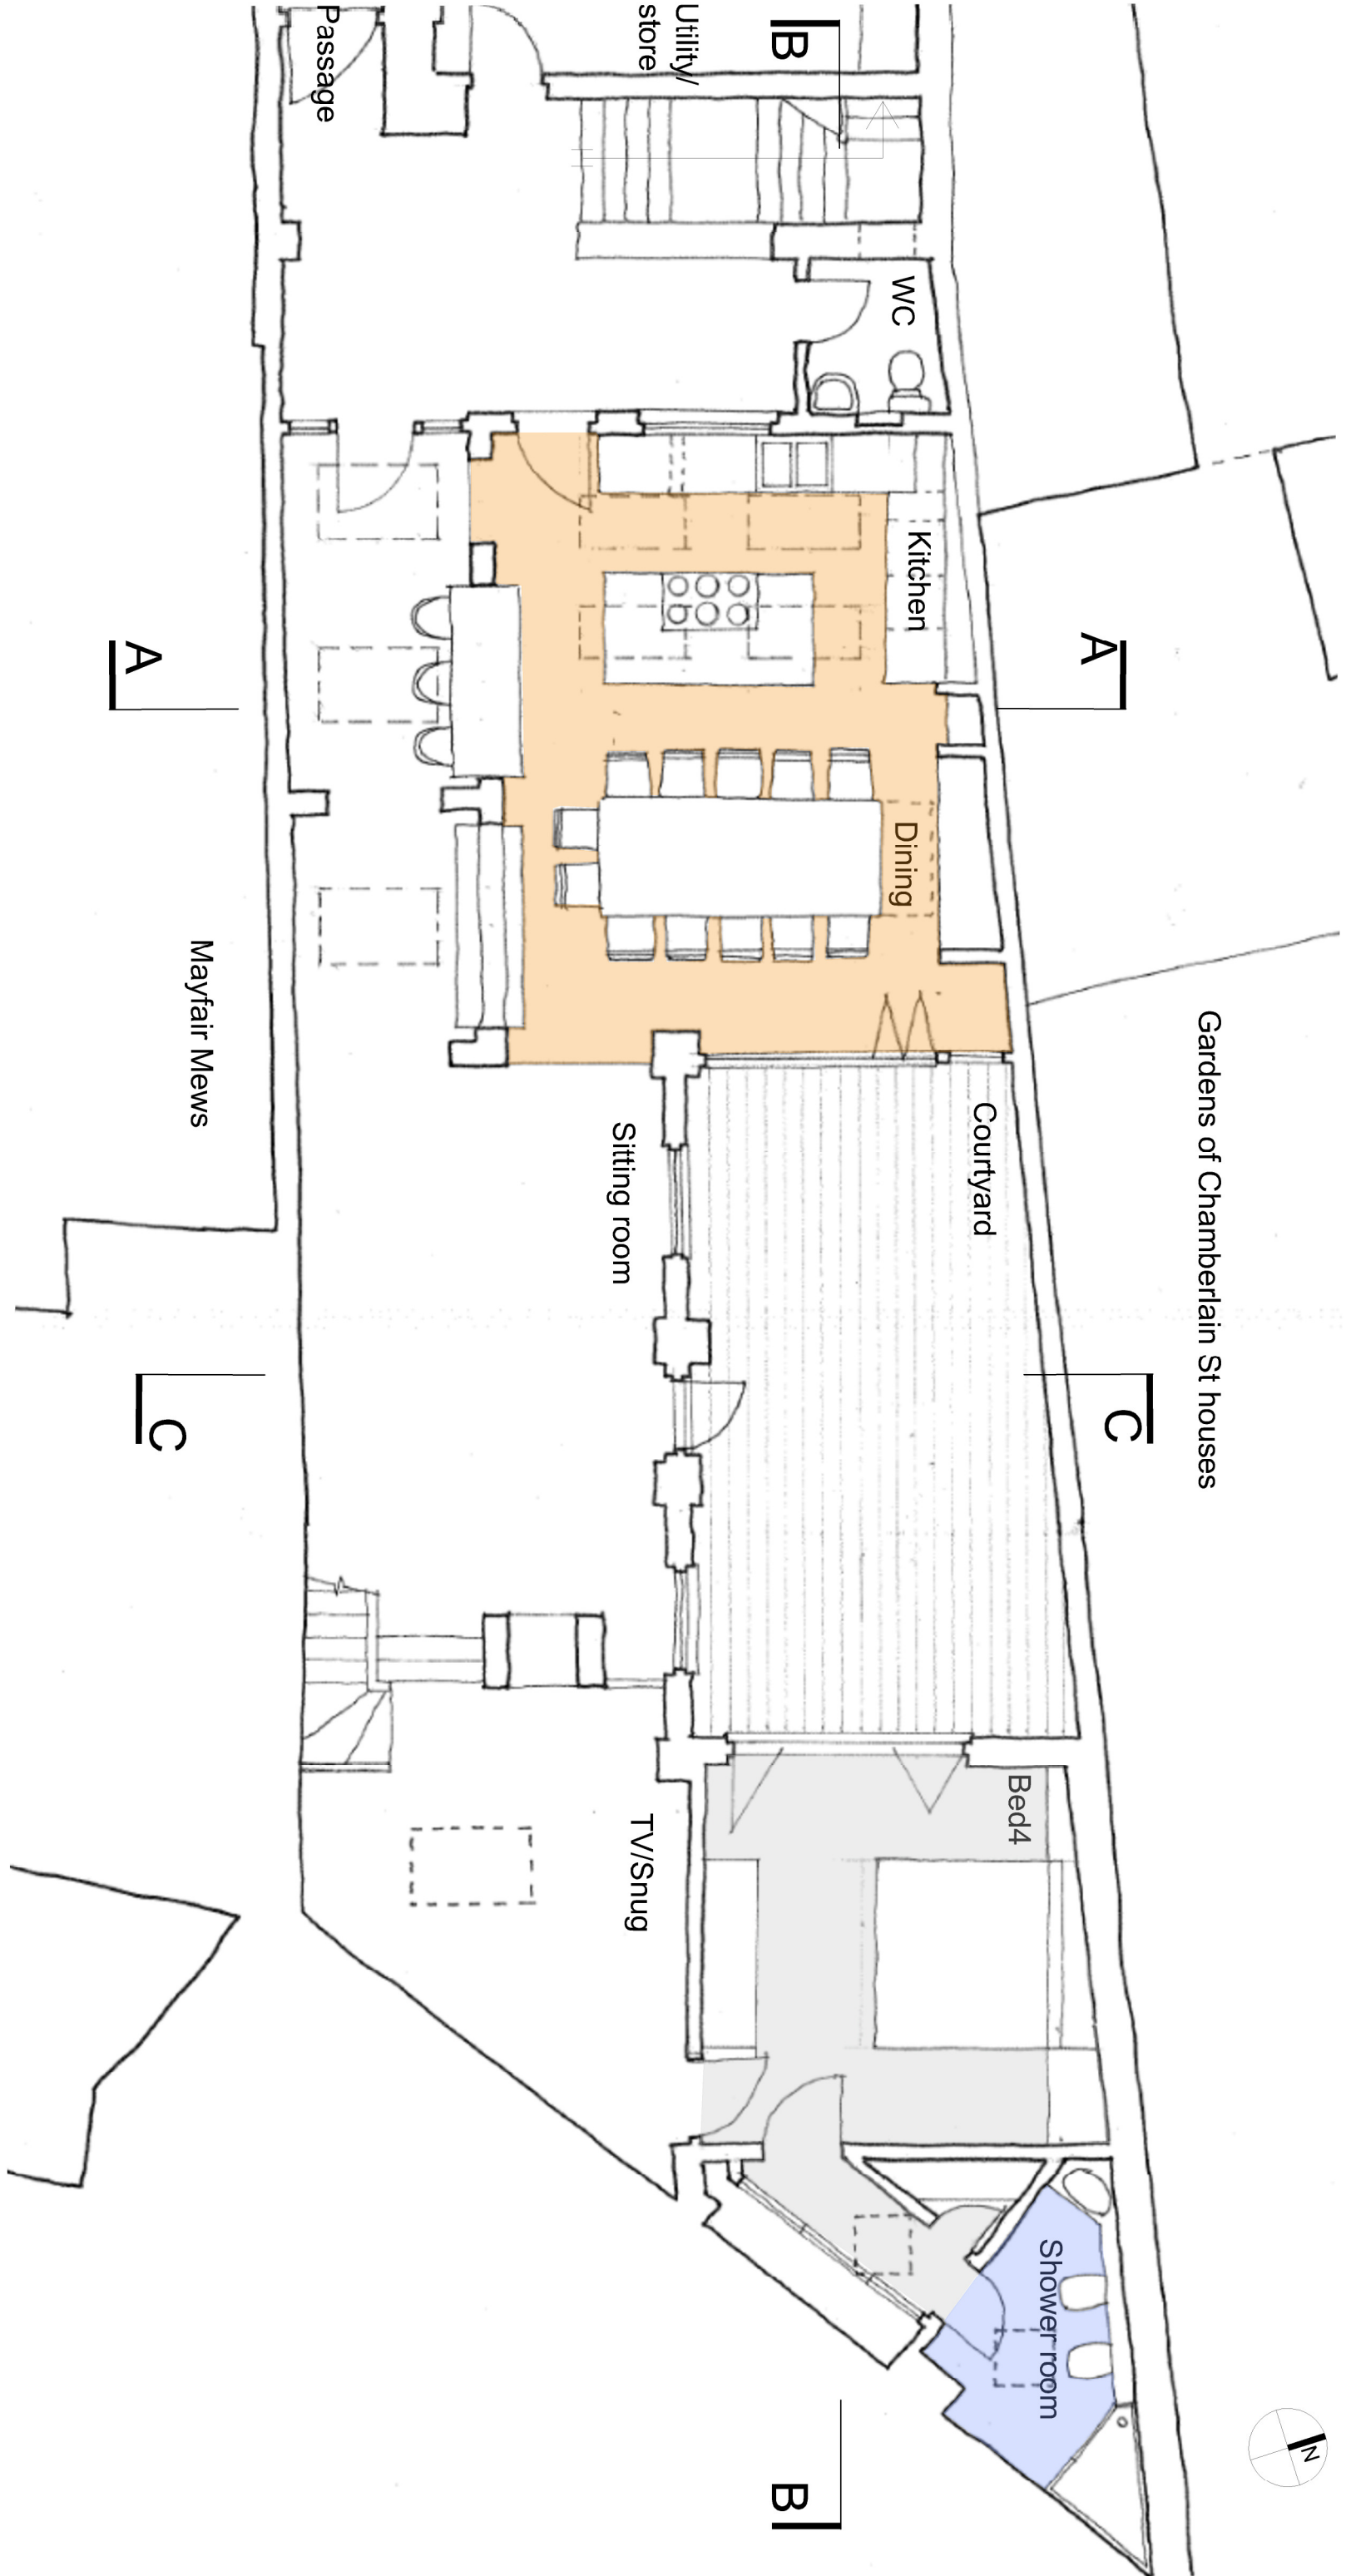 Passage
Utility/
store
B
WC
Kitchen
A
A
Dining
Mayfair Mews
Gardens of Chamberlain St houses
Courtyard
Sitting room
C
C
Bed4
TV/Snug
Shower room
N
B